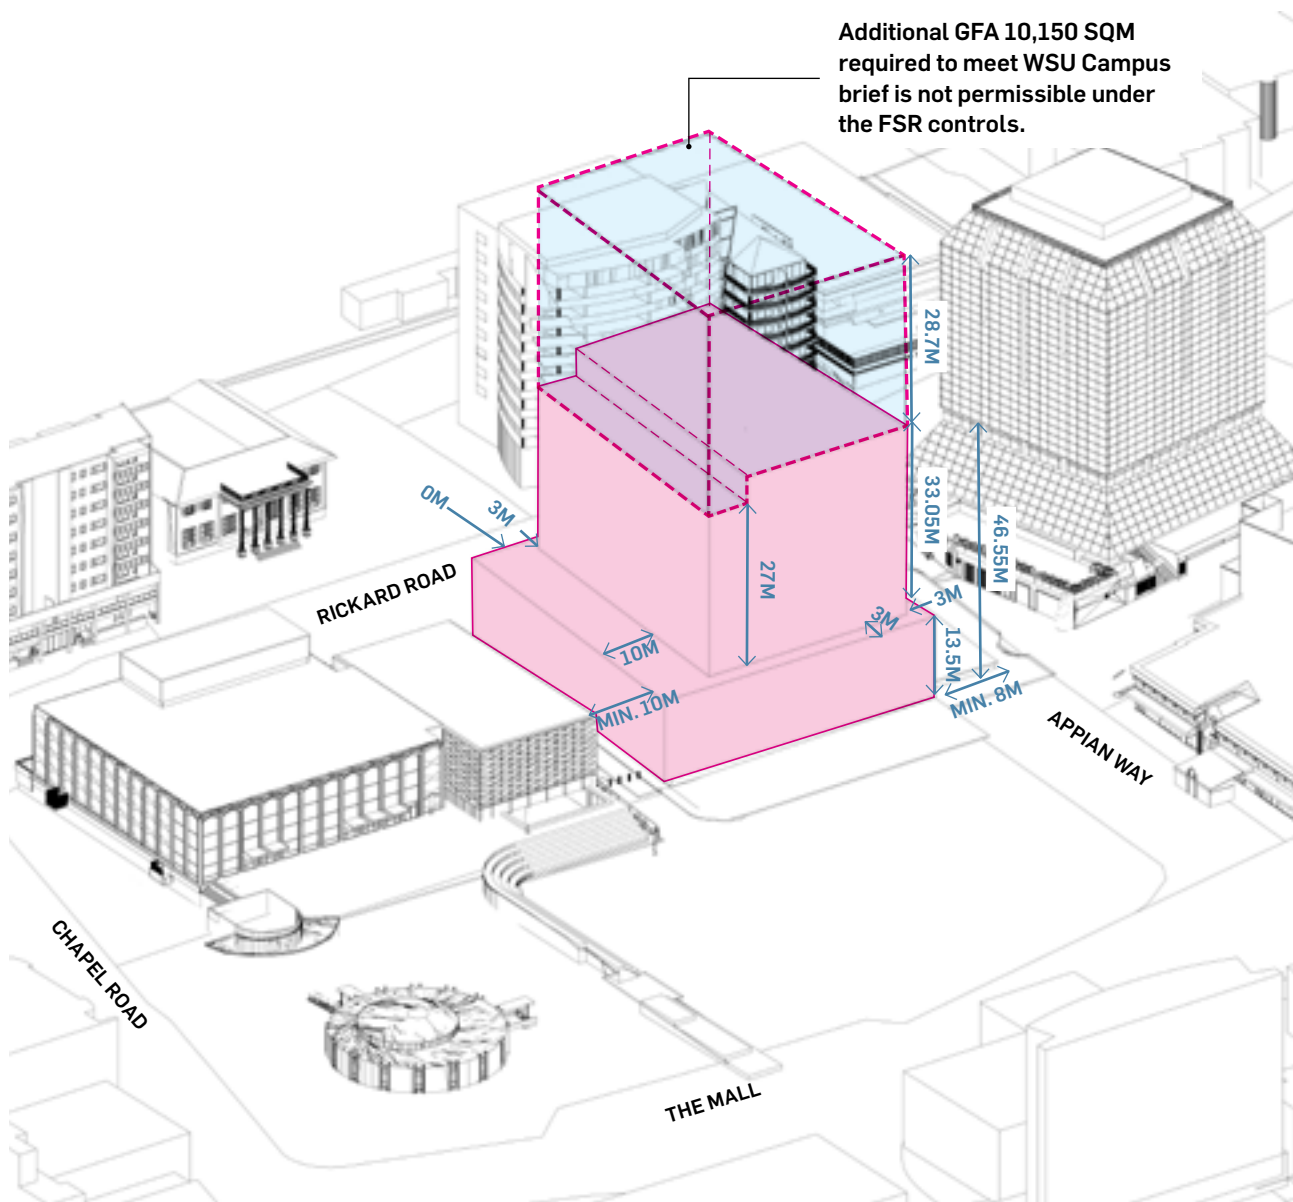 Additional GFA 10,150 SQM
required to meet WSU Campus
brief is not permissible under
the FSR controls.
28.7M
33.05M
46.55M
0M
3M
27M
RICKARD ROAD
3M
3M
10M
13.5M
MIN. 10M
MIN. 8M
APPIAN WAY
CHAPEL ROAD
THE MALL